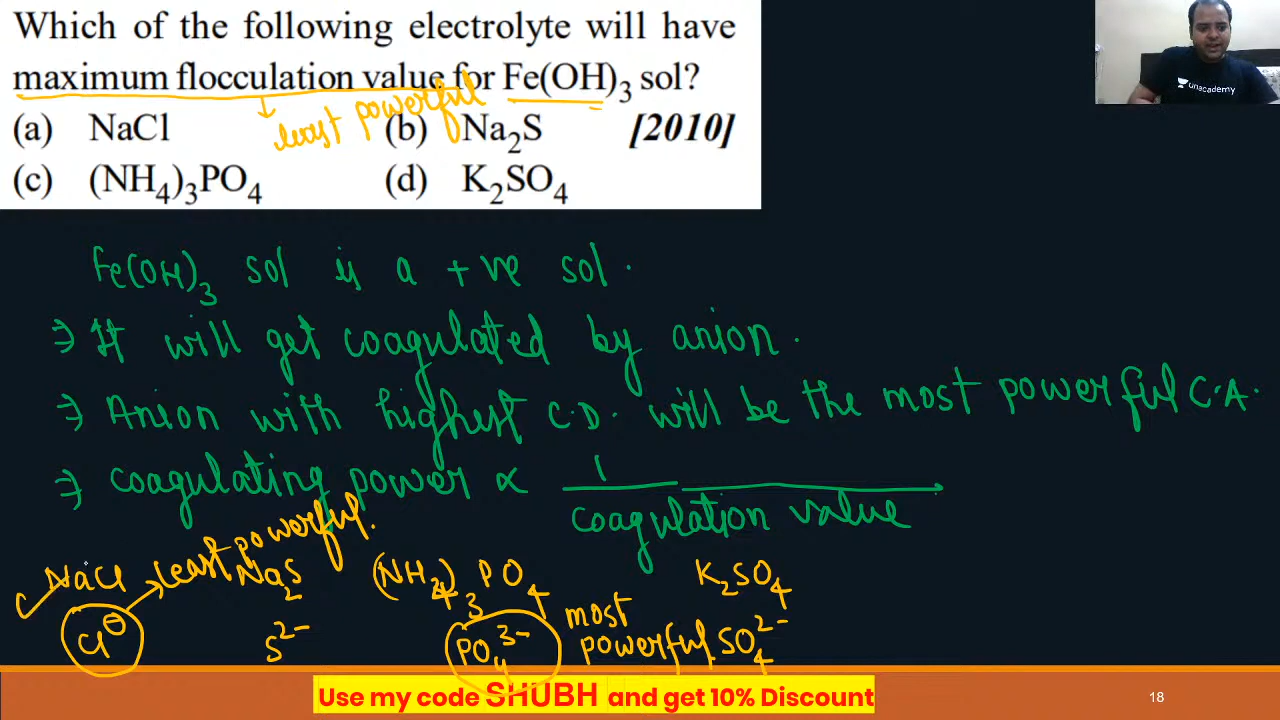 Which of the following electrolyte will have
maximum flocculation value for Fe(OH)₃ sol?
least powerful
(a) NaCl (b) Na₂S [2010]
(c) (NH₄)₃PO₄ (d) K₂SO₄
unacademy
Fe(OH)₃ sol is a +ve sol.
⇒ It will get coagulated by anion.
⇒ Anion with highest C.D. will be the most powerful C.A.
⇒ coagulating power ∝ 1 / coagulation value
NaCl → least powerful. Na₂S (NH₄)₃PO₄ K₂SO₄
Cl⊖ S²⁻ PO₄³⁻ most powerful SO₄²⁻
Use my code SHUBH and get 10% Discount
18